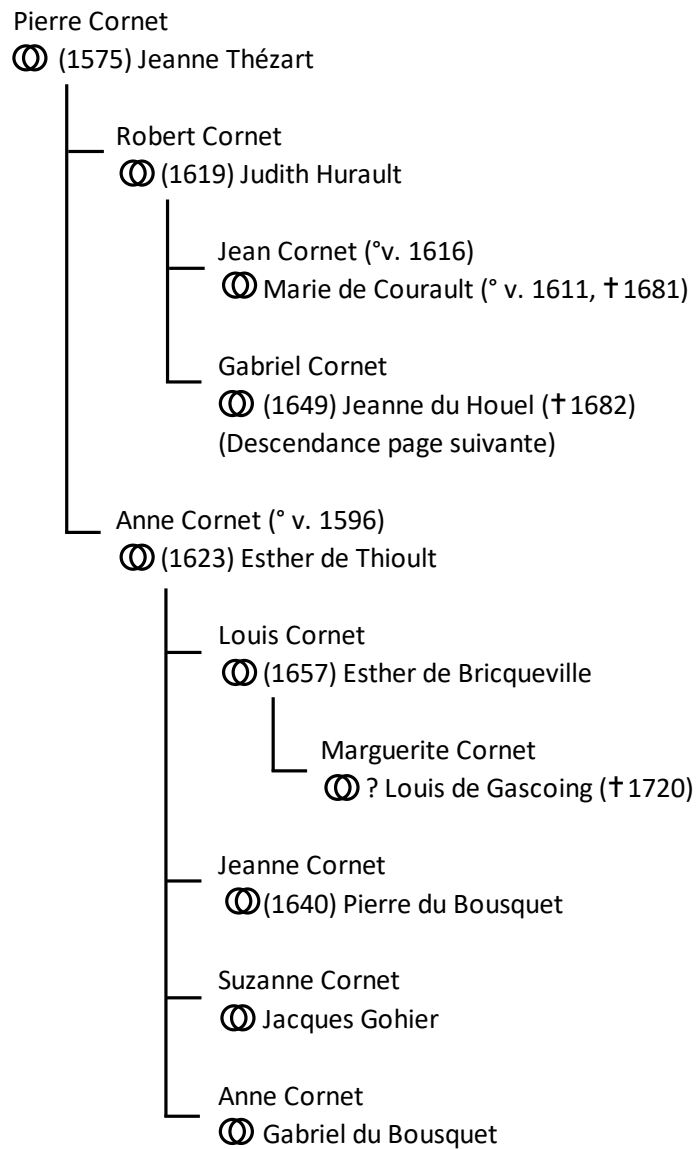 Pierre Cornet
⚭ (1575) Jeanne Thézart
Robert Cornet
⚭ (1619) Judith Hurault
Jean Cornet (°v. 1616)
⚭ Marie de Courault (° v. 1611, †1681)
Gabriel Cornet
⚭ (1649) Jeanne du Houel (†1682)
(Descendance page suivante)
Anne Cornet (° v. 1596)
⚭ (1623) Esther de Thioult
Louis Cornet
⚭ (1657) Esther de Bricqueville
Marguerite Cornet
⚭ ? Louis de Gascoing (†1720)
Jeanne Cornet
⚭ (1640) Pierre du Bousquet
Suzanne Cornet
⚭ Jacques Gohier
Anne Cornet
⚭ Gabriel du Bousquet